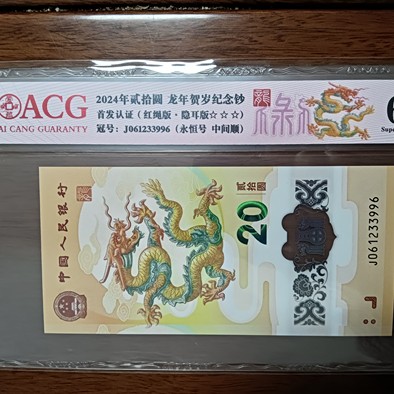 ACG
AI CANG GUARANTY
2024年贰拾圆 龙年贺岁纪念钞
首发认证（红绳版·隐耳版☆☆☆）
冠号：J061233996（永恒号 中间顺）
6
Supe
中国人民银行
贰拾圆
20
J061233996